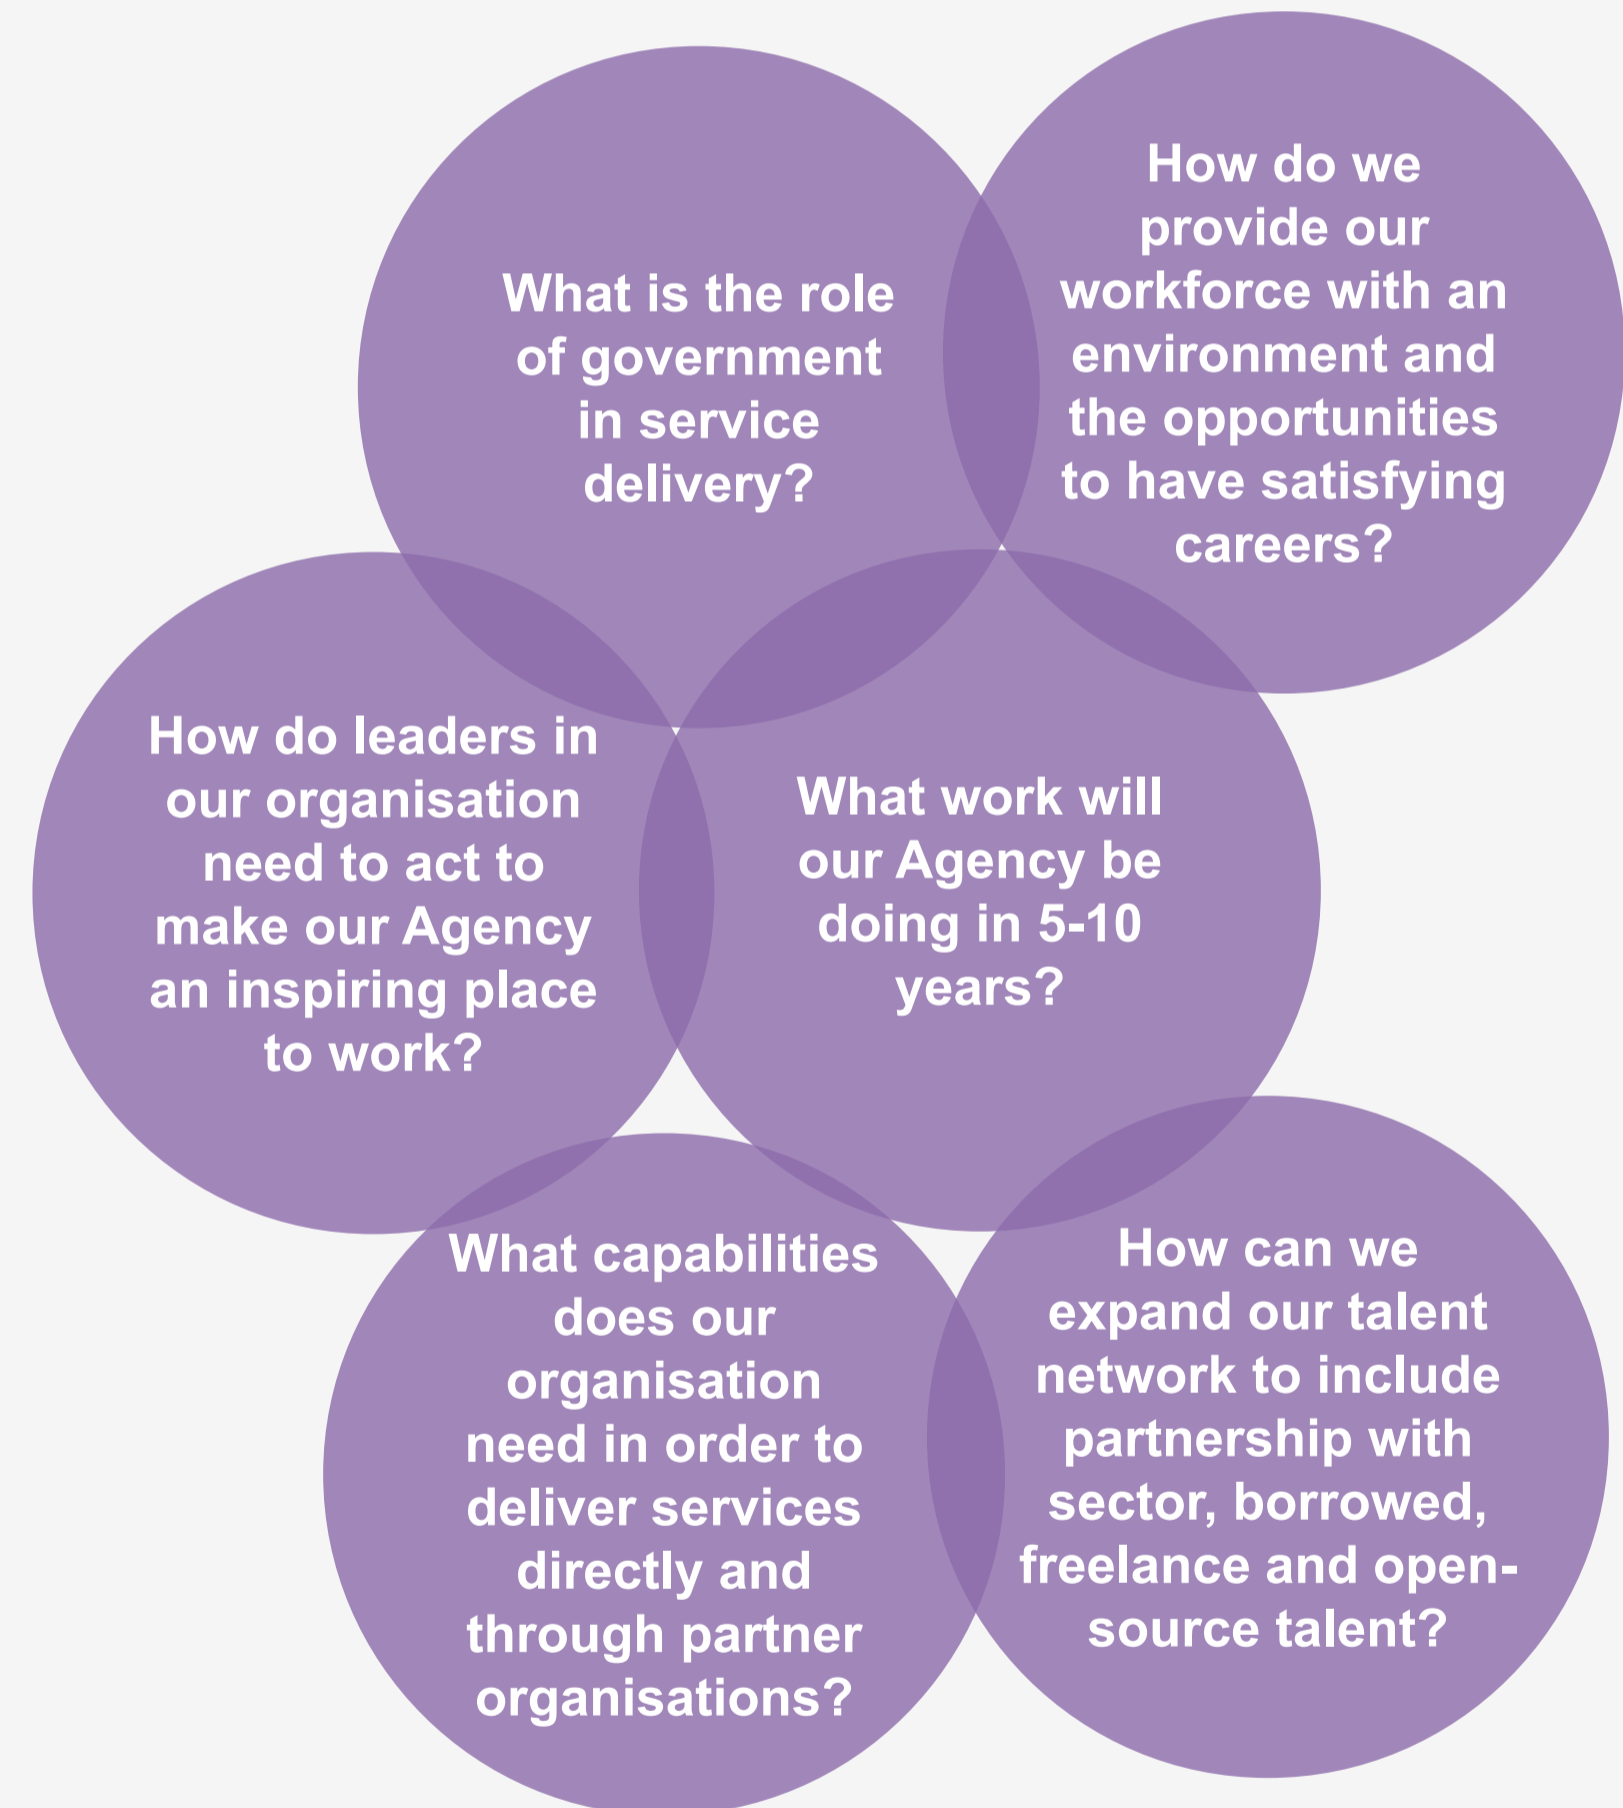 What is the role
of government
in service
delivery?
How do we
provide our
workforce with an
environment and
the opportunities
to have satisfying
careers?
How do leaders in
our organisation
need to act to
make our Agency
an inspiring place
to work?
What work will
our Agency be
doing in 5-10
years?
What capabilities
does our
organisation
need in order to
deliver services
directly and
through partner
organisations?
How can we
expand our talent
network to include
partnership with
sector, borrowed,
freelance and open-
source talent?